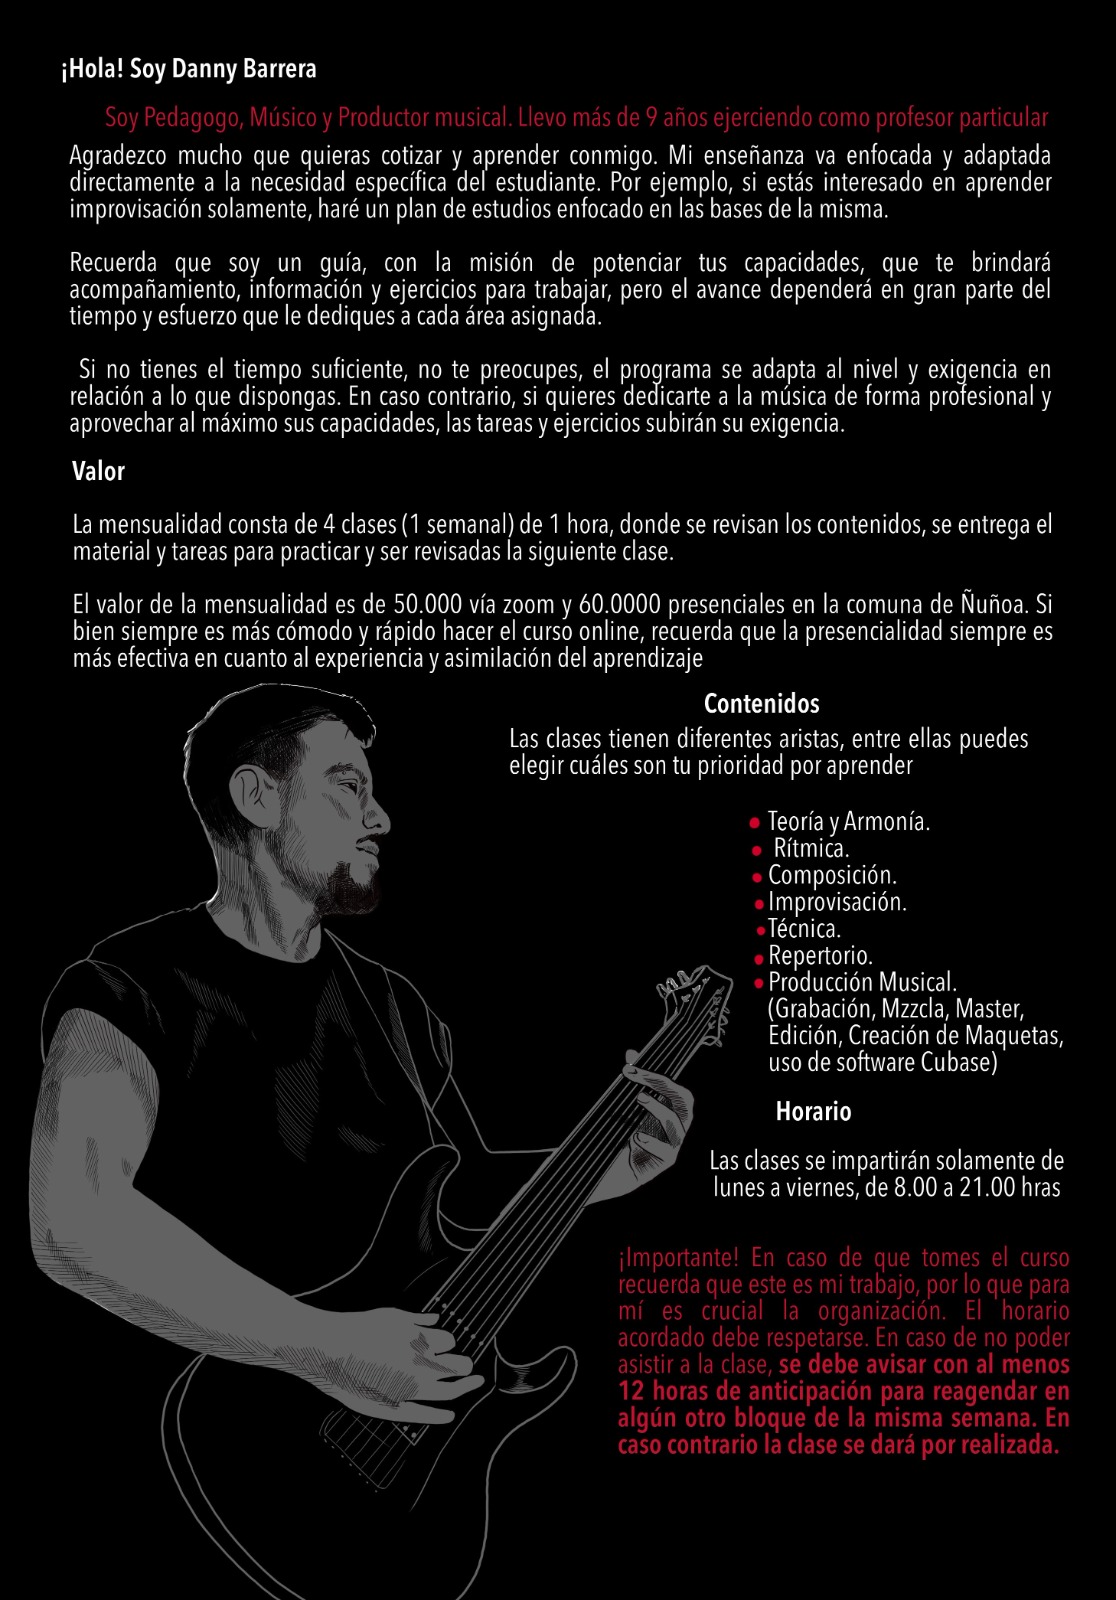 ¡Hola! Soy Danny Barrera
Soy Pedagogo, Músico y Productor musical. Llevo más de 9 años ejerciendo como profesor particular
Agradezco mucho que quieras cotizar y aprender conmigo. Mi enseñanza va enfocada y adaptada
directamente a la necesidad específica del estudiante. Por ejemplo, si estás interesado en aprender
improvisación solamente, haré un plan de estudios enfocado en las bases de la misma.
Recuerda que soy un guía, con la misión de potenciar tus capacidades, que te brindará
acompañamiento, información y ejercicios para trabajar, pero el avance dependerá en gran parte del
tiempo y esfuerzo que le dediques a cada área asignada.
Si no tienes el tiempo suficiente, no te preocupes, el programa se adapta al nivel y exigencia en
relación a lo que dispongas. En caso contrario, si quieres dedicarte a la música de forma profesional y
aprovechar al máximo sus capacidades, las tareas y ejercicios subirán su exigencia.
Valor
La mensualidad consta de 4 clases (1 semanal) de 1 hora, donde se revisan los contenidos, se entrega el
material y tareas para practicar y ser revisadas la siguiente clase.
El valor de la mensualidad es de 50.000 vía zoom y 60.0000 presenciales en la comuna de Ñuñoa. Si
bien siempre es más cómodo y rápido hacer el curso online, recuerda que la presencialidad siempre es
más efectiva en cuanto al experiencia y asimilación del aprendizaje
Contenidos
Las clases tienen diferentes aristas, entre ellas puedes
elegir cuáles son tu prioridad por aprender
• Teoría y Armonía.
• Rítmica.
• Composición.
• Improvisación.
• Técnica.
• Repertorio.
• Producción Musical.
(Grabación, Mzzcla, Master,
Edición, Creación de Maquetas,
uso de software Cubase)
Horario
Las clases se impartirán solamente de
lunes a viernes, de 8.00 a 21.00 hras
¡Importante! En caso de que tomes el curso
recuerda que este es mi trabajo, por lo que para
mí es crucial la organización. El horario
acordado debe respetarse. En caso de no poder
asistir a la clase, se debe avisar con al menos
12 horas de anticipación para reagendar en
algún otro bloque de la misma semana. En
caso contrario la clase se dará por realizada.